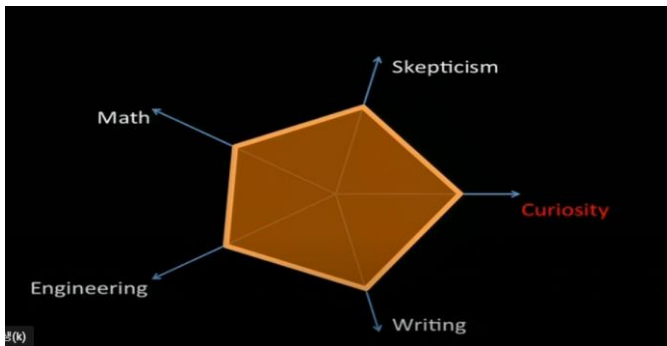 Skepticism
Math
Curiosity
Engineering
Writing
(k)